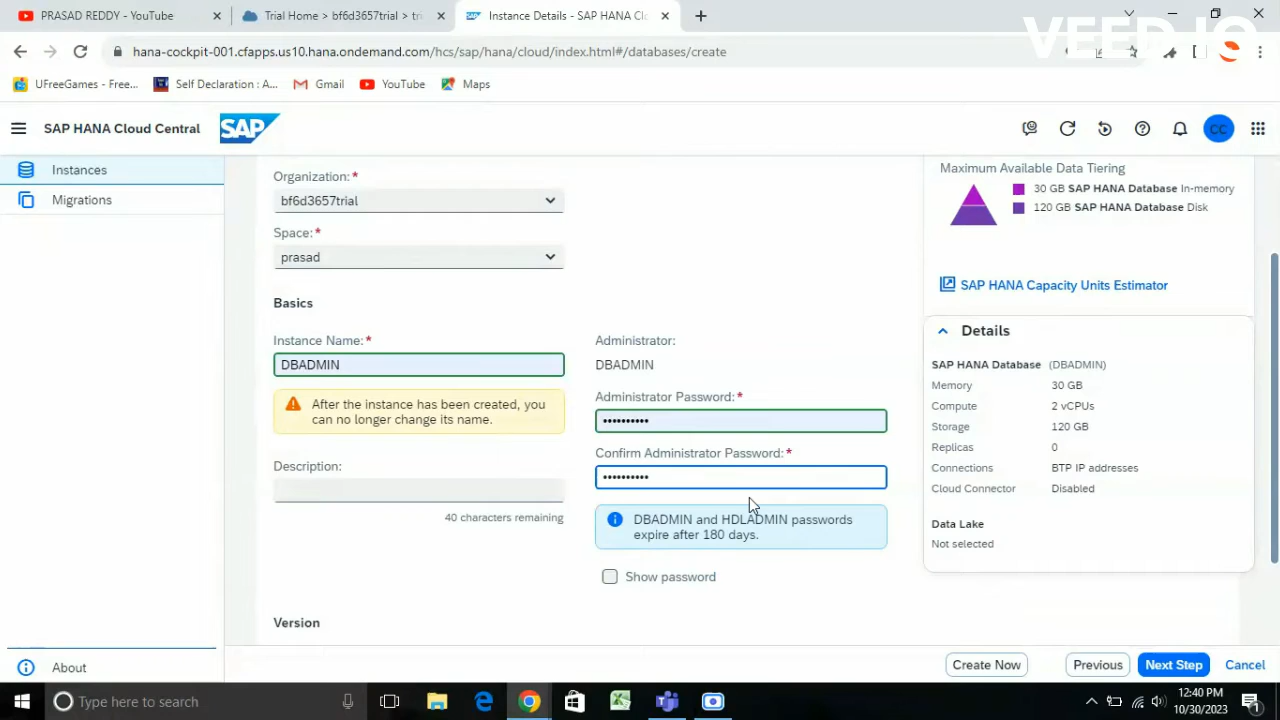 PRASAD REDDY - YouTube
Trial Home > bf6d3657trial > tri
Instance Details - SAP HANA Clou
VEED.IO
hana-cockpit-001.cfapps.us10.hana.ondemand.com/hcs/sap/hana/cloud/index.html#/databases/create
UFreeGames - Free...
Self Declaration : A...
Gmail
YouTube
Maps
SAP HANA Cloud Central
SAP
CC
Instances
Migrations
Organization:*
bf6d3657trial
Space:*
prasad
Basics
Instance Name:*
DBADMIN
After the instance has been created, you
can no longer change its name.
Description:
40 characters remaining
Administrator:
DBADMIN
Administrator Password:*
••••••••••
Confirm Administrator Password:*
••••••••••
DBADMIN and HDLADMIN passwords
expire after 180 days.
Show password
Version
Maximum Available Data Tiering
30 GB SAP HANA Database In-memory
120 GB SAP HANA Database Disk
SAP HANA Capacity Units Estimator
Details
SAP HANA Database (DBADMIN)
Memory 30 GB
Compute 2 vCPUs
Storage 120 GB
Replicas 0
Connections BTP IP addresses
Cloud Connector Disabled
Data Lake
Not selected
About
Create Now
Previous
Next Step
Cancel
Type here to search
12:40 PM
10/30/2023
1